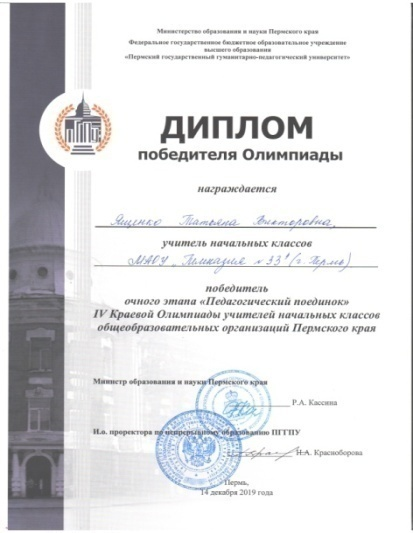 Министерство образования и науки Пермского края
Федеральное государственное бюджетное образовательное учреждение
высшего образования
«Пермский государственный гуманитарно-педагогический университет»
ДИПЛОМ
победителя Олимпиады
награждается
Ященко Татьяна Викторовна,
учитель начальных классов
МАОУ „Гимназия № 33" (г. Пермь)
победитель
очного этапа «Педагогический поединок»
IV Краевой Олимпиады учителей начальных классов
общеобразовательных организаций Пермского края
Министр образования и науки Пермского края
Р.А. Кассина
И.о. проректора по непрерывному образованию ПГГПУ
Н.А. Красноборова
Пермь,
14 декабря 2019 года